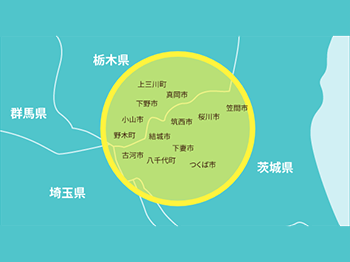 栃木県
上三川町
真岡市
下野市
笠間市
群馬県
小山市
筑西市
桜川市
野木町
結城市
下妻市
古河市
八千代町
つくば市
茨城県
埼玉県